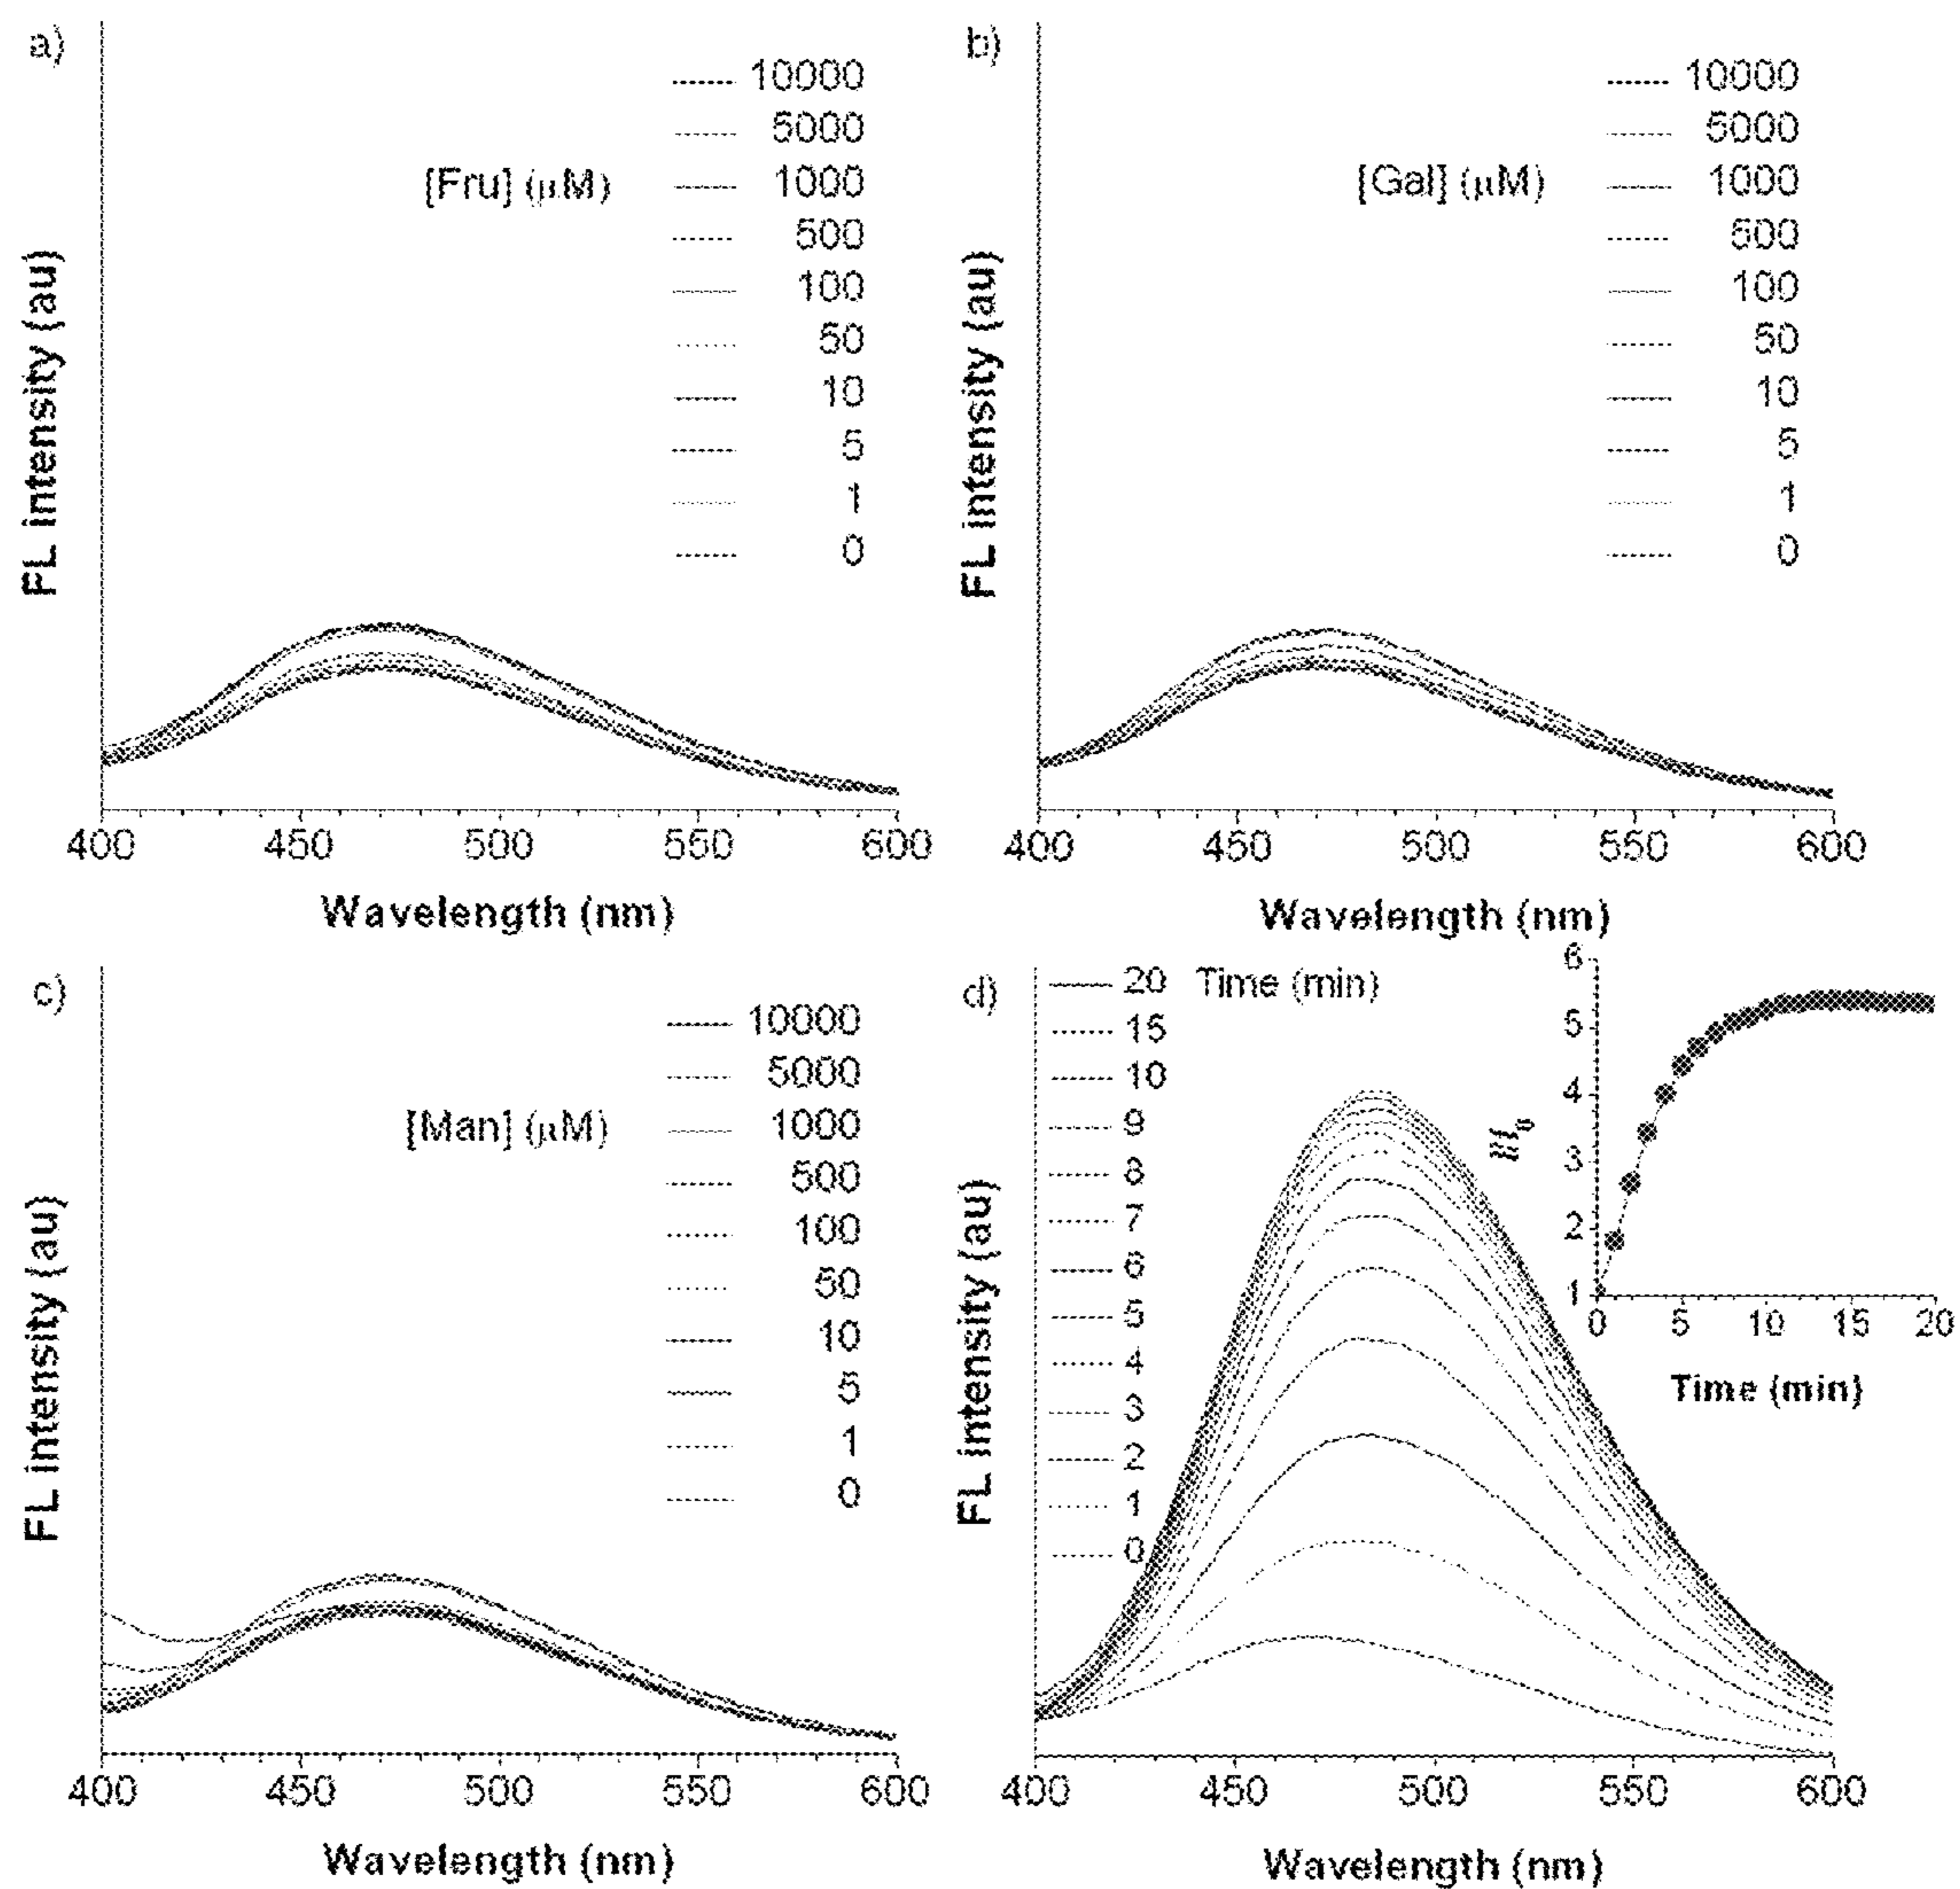 a)
[Fru] (μM)
10000
5000
1000
500
100
50
10
5
1
0
FL intensity (au)
400 450 500 550 600
Wavelength (nm)
b)
[Gal] (μM)
10000
5000
1000
500
100
50
10
5
1
0
FL intensity (au)
400 450 500 550 600
Wavelength (nm)
c)
[Man] (μM)
10000
5000
1000
500
100
50
10
5
1
0
FL intensity (au)
400 450 500 550 600
Wavelength (nm)
d)
20 Time (min)
15
10
9
8
7
6
5
4
3
2
1
0
FL intensity (au)
400 450 500 550 600
Wavelength (nm)
I/I₀
6
5
4
3
2
1
0 5 10 15 20
Time (min)